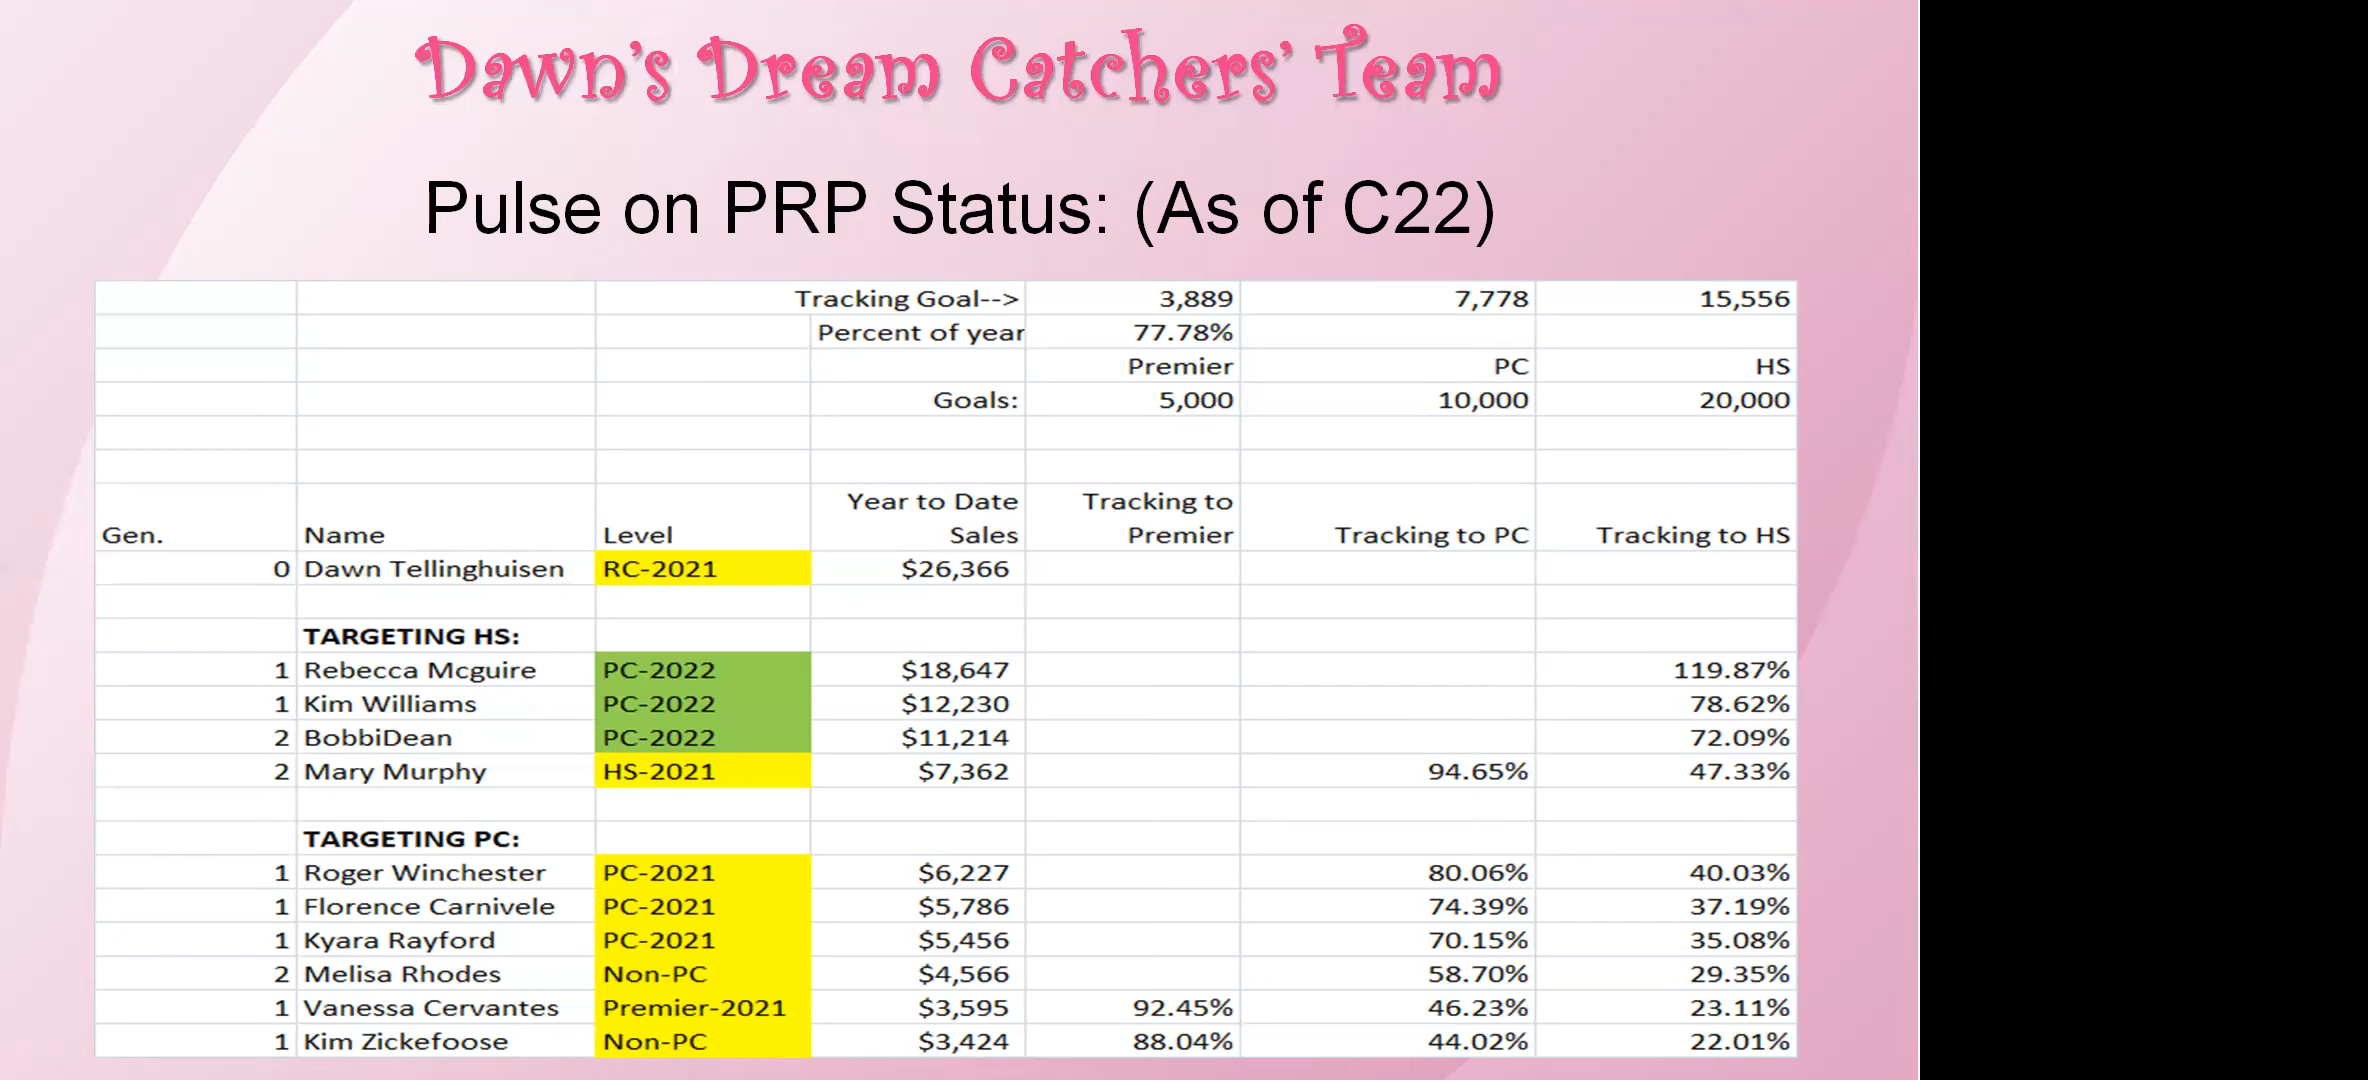 Dawn's Dream Catchers' Team
Pulse on PRP Status: (As of C22)
Tracking Goal--> 3,889 7,778 15,556
Percent of year 77.78%
Premier PC HS
Goals: 5,000 10,000 20,000
Year to Date Tracking to
Gen. Name Level Sales Premier Tracking to PC Tracking to HS
0 Dawn Tellinghuisen RC-2021 $26,366
TARGETING HS:
1 Rebecca Mcguire PC-2022 $18,647 119.87%
1 Kim Williams PC-2022 $12,230 78.62%
2 BobbiDean PC-2022 $11,214 72.09%
2 Mary Murphy HS-2021 $7,362 94.65% 47.33%
TARGETING PC:
1 Roger Winchester PC-2021 $6,227 80.06% 40.03%
1 Florence Carnivele PC-2021 $5,786 74.39% 37.19%
1 Kyara Rayford PC-2021 $5,456 70.15% 35.08%
2 Melisa Rhodes Non-PC $4,566 58.70% 29.35%
1 Vanessa Cervantes Premier-2021 $3,595 92.45% 46.23% 23.11%
1 Kim Zickefoose Non-PC $3,424 88.04% 44.02% 22.01%